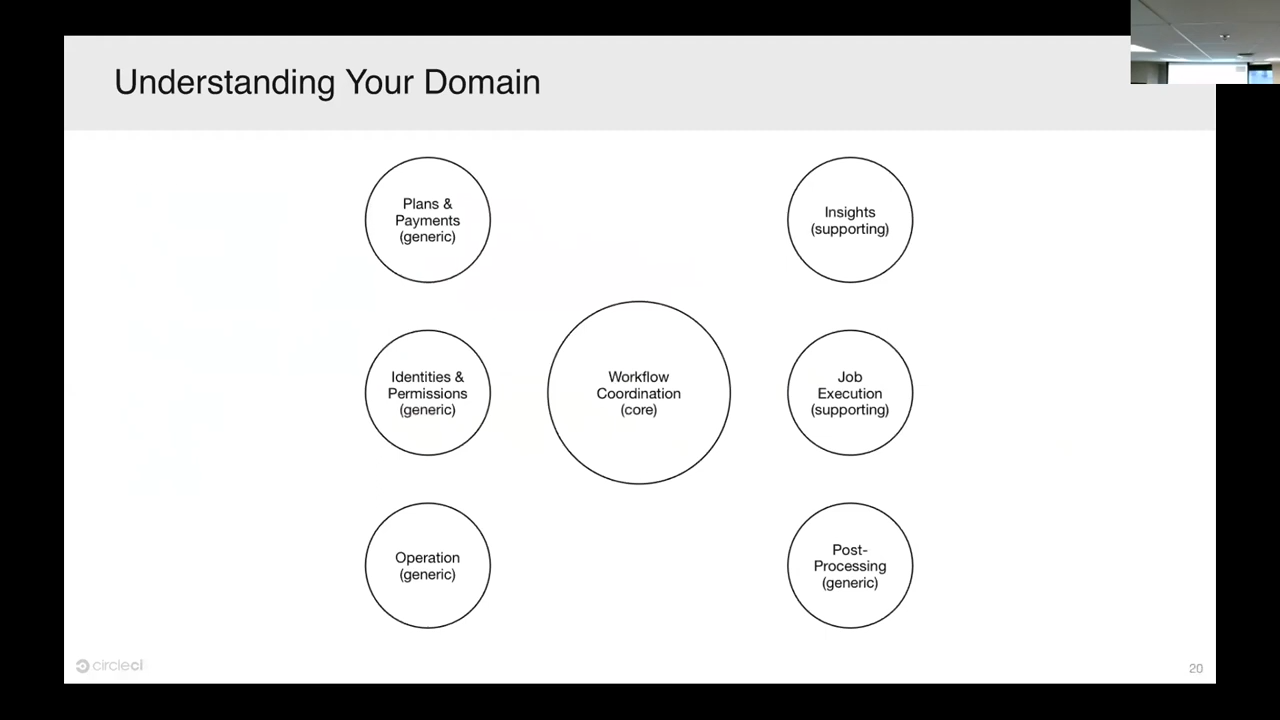 Understanding Your Domain
Plans &
Payments
(generic)
Insights
(supporting)
Identities &
Permissions
(generic)
Workflow
Coordination
(core)
Job
Execution
(supporting)
Operation
(generic)
Post-
Processing
(generic)
circleci
20